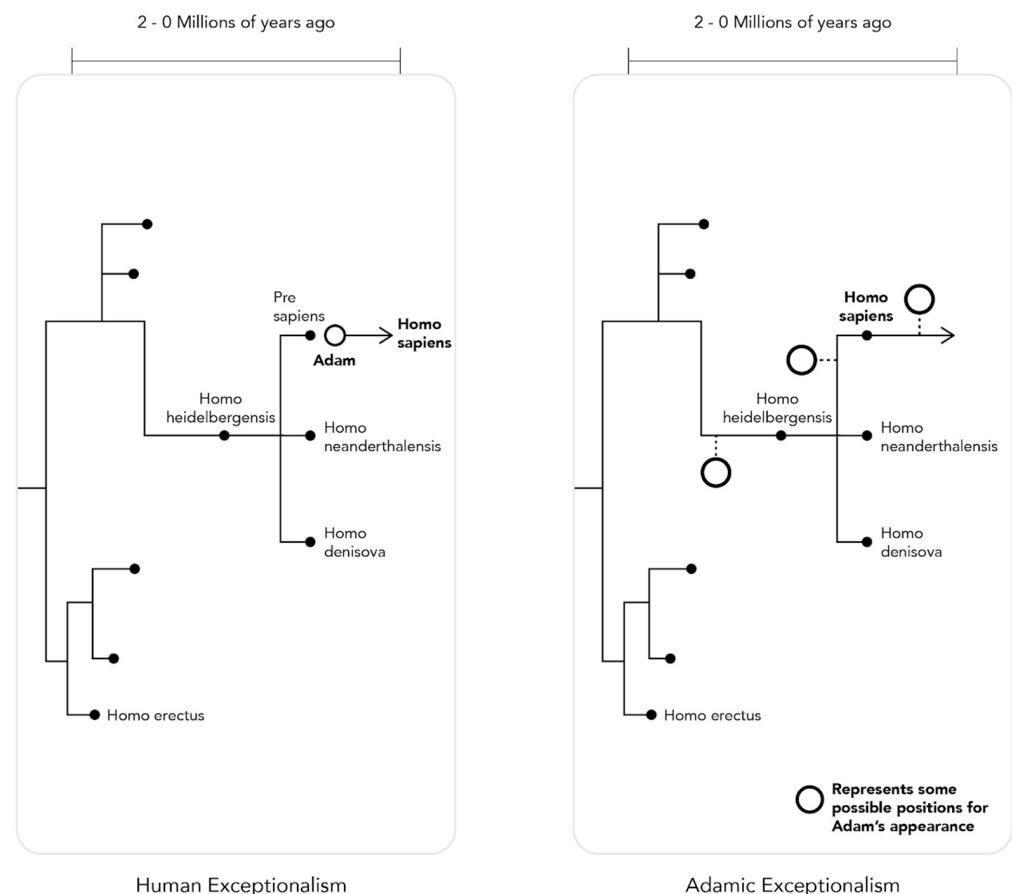 2 - 0 Millions of years ago
Pre
sapiens
Adam
Homo
sapiens
Homo
heidelbergensis
Homo
neanderthalensis
Homo
denisova
Homo erectus
Human Exceptionalism
2 - 0 Millions of years ago
Homo
sapiens
Homo
heidelbergensis
Homo
neanderthalensis
Homo
denisova
Homo erectus
Represents some
possible positions for
Adam's appearance
Adamic Exceptionalism